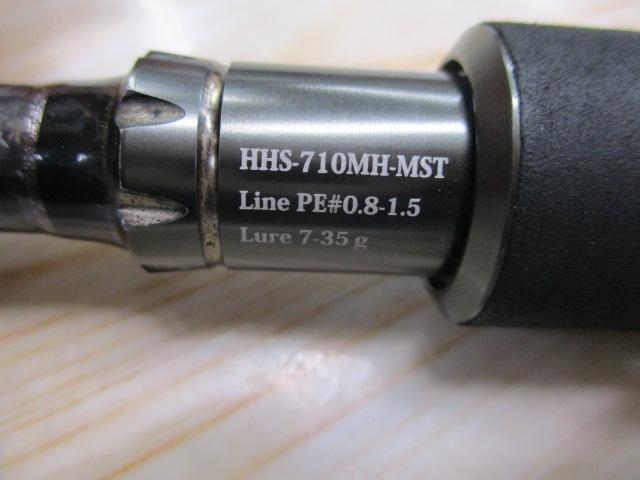 HHS-710MH-MST
Line PE#0.8-1.5
Lure 7-35 g